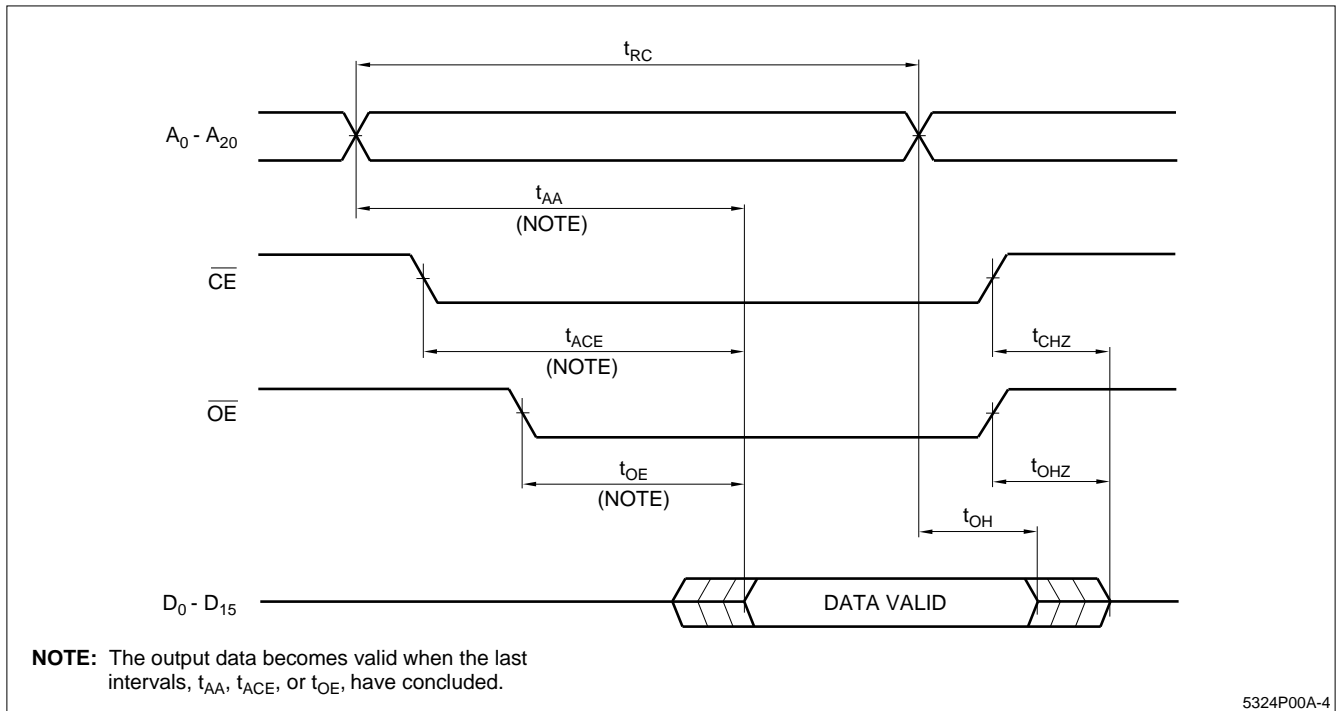 tRC
A0 - A20
tAA
(NOTE)
CE
tACE
(NOTE)
tCHZ
OE
tOE
(NOTE)
tOHZ
tOH
D0 - D15
DATA VALID
NOTE: The output data becomes valid when the last
intervals, tAA, tACE, or tOE, have concluded.
5324P00A-4